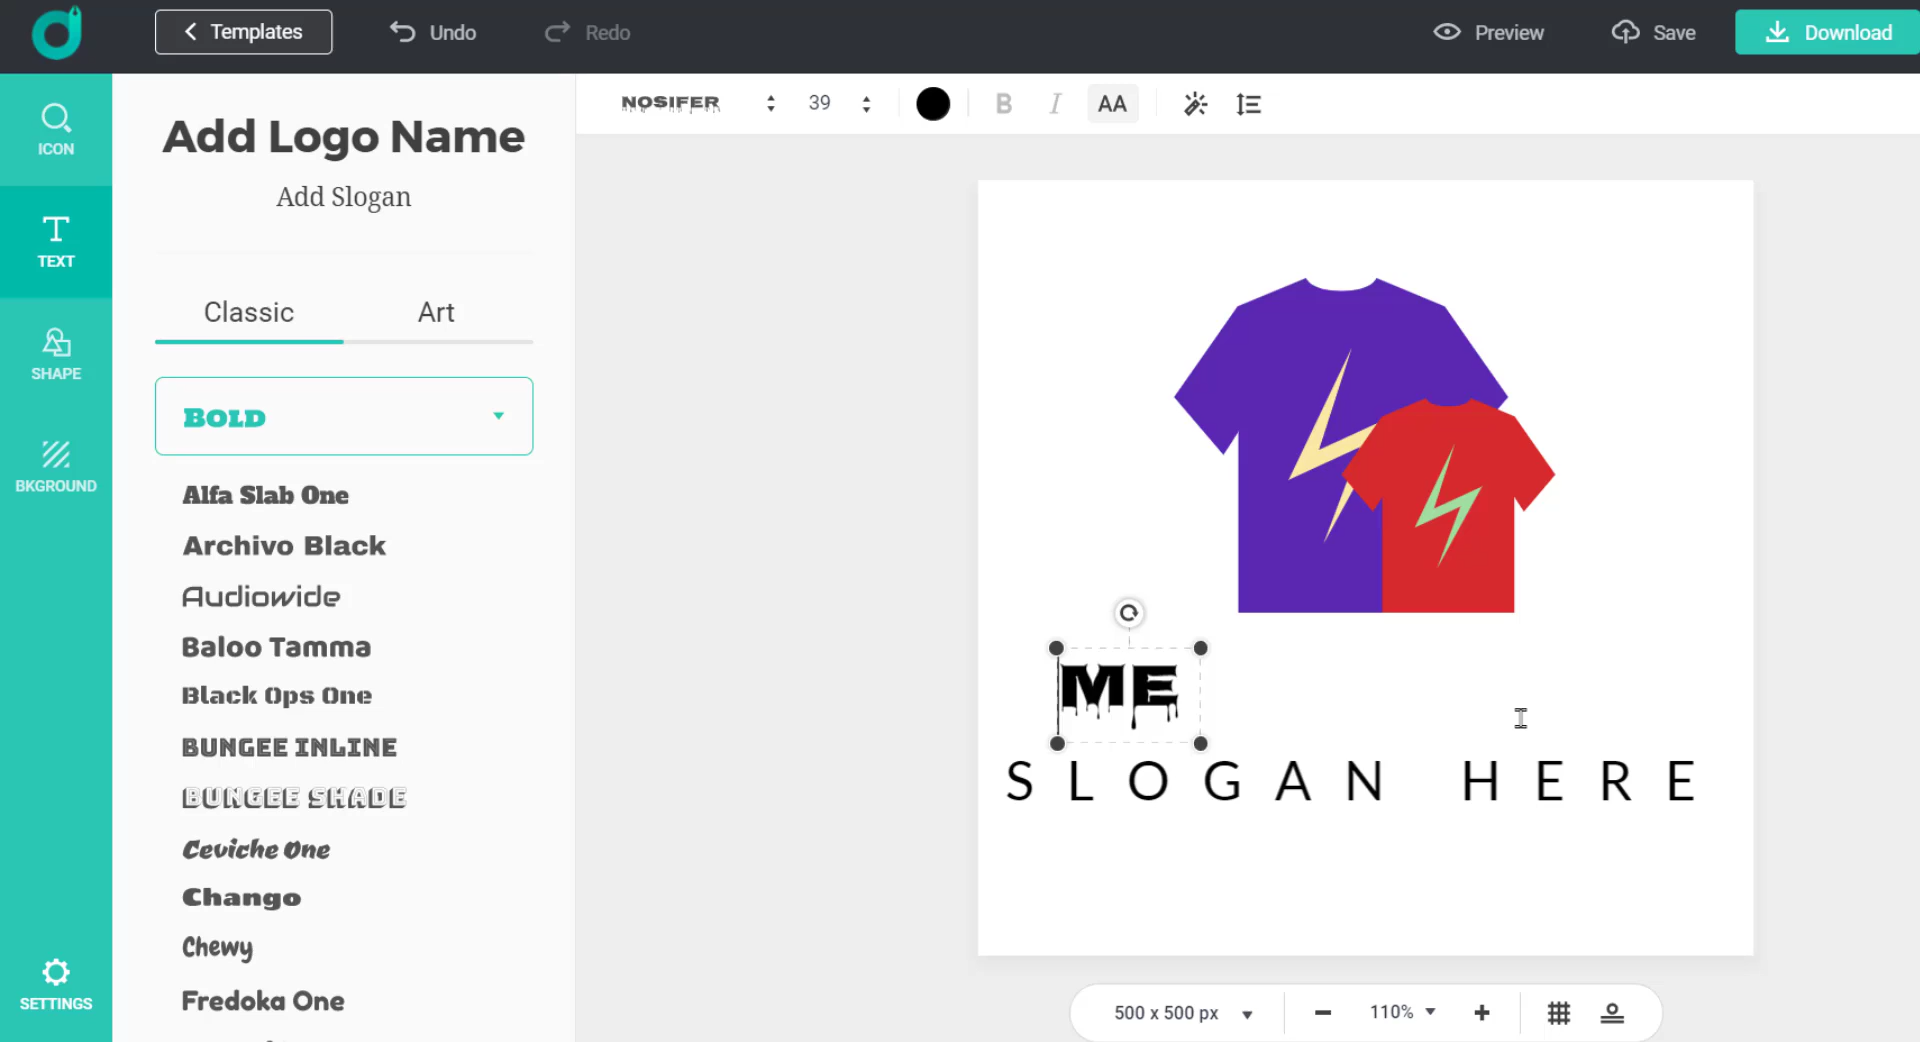 Templates Undo Redo Preview Save Download
NOSIFER 39 B I AA
ICON
TEXT
SHAPE
BKGROUND
SETTINGS
Add Logo Name
Add Slogan
Classic Art
BOLD
Alfa Slab One
Archivo Black
Audiowide
Baloo Tamma
Black Ops One
BUNGEE INLINE
BUNGEE SHADE
Ceviche One
Chango
Chewy
Fredoka One
ME
SLOGAN HERE
500 x 500 px 110%